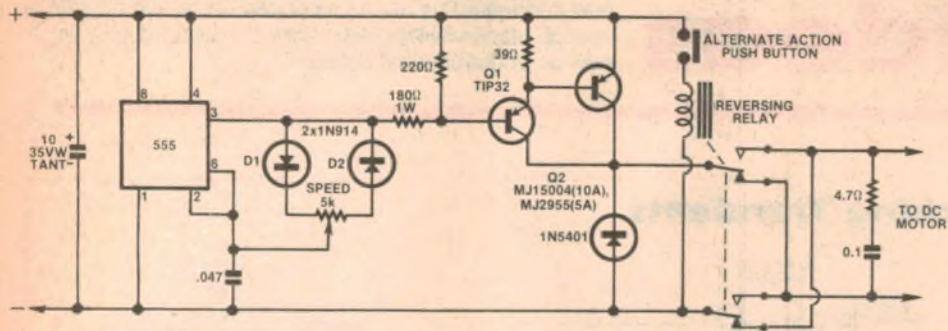 +
10
35VW
TANT
+
−
8
4
3
555
6
1
2
D1
2x1N914
D2
SPEED
5k
.047
180Ω
1W
220Ω
39Ω
Q1
TIP32
Q2
MJ15004(10A),
MJ2955(5A)
1N5401
ALTERNATE ACTION
PUSH BUTTON
REVERSING
RELAY
4.7Ω
0.1
TO DC
MOTOR
−